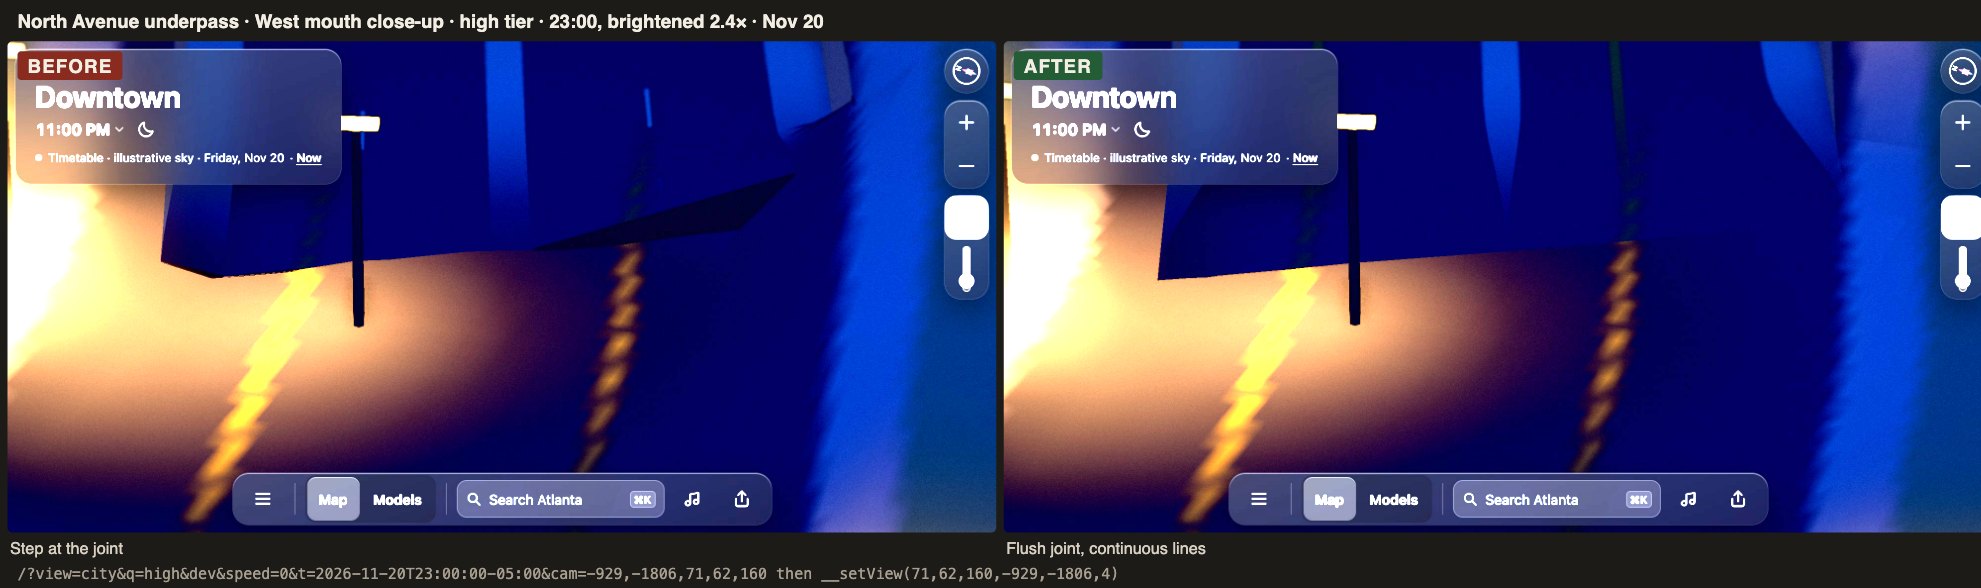 North Avenue underpass · West mouth close-up · high tier · 23:00, brightened 2.4× · Nov 20
BEFORE
Downtown
11:00 PM
Timetable · illustrative sky · Friday, Nov 20 · Now
+
−
Map
Models
Search Atlanta
⌘K
Step at the joint
AFTER
Downtown
11:00 PM
Timetable · illustrative sky · Friday, Nov 20 · Now
+
−
Map
Models
Search Atlanta
⌘K
Flush joint, continuous lines
/?view=city&q=high&dev&speed=0&t=2026-11-20T23:00:00-05:00&cam=-929,-1806,71,62,160 then __setView(71,62,160,-929,-1806,4)